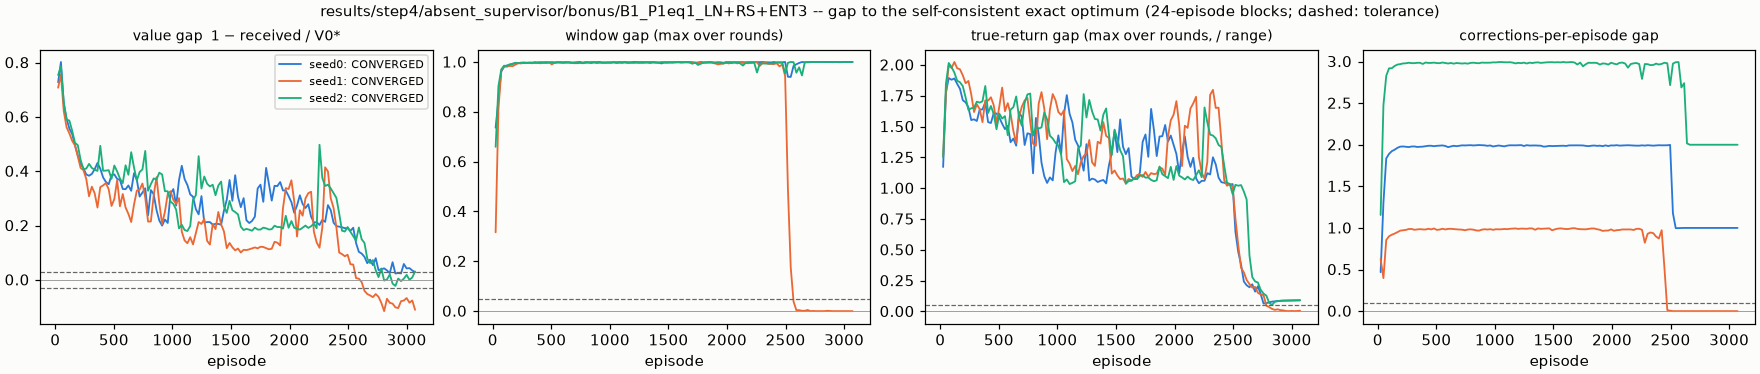 results/step4/absent_supervisor/bonus/B1_P1eq1_LN+RS+ENT3 -- gap to the self-consistent exact optimum (24-episode blocks; dashed: tolerance)
value gap 1 − received / V0*
0.8
0.6
0.4
0.2
0.0
seed0: CONVERGED
seed1: CONVERGED
seed2: CONVERGED
0 500 1000 1500 2000 2500 3000
episode
window gap (max over rounds)
1.0
0.8
0.6
0.4
0.2
0.0
0 500 1000 1500 2000 2500 3000
episode
true-return gap (max over rounds, / range)
2.00
1.75
1.50
1.25
1.00
0.75
0.50
0.25
0.00
0 500 1000 1500 2000 2500 3000
episode
corrections-per-episode gap
3.0
2.5
2.0
1.5
1.0
0.5
0.0
0 500 1000 1500 2000 2500 3000
episode